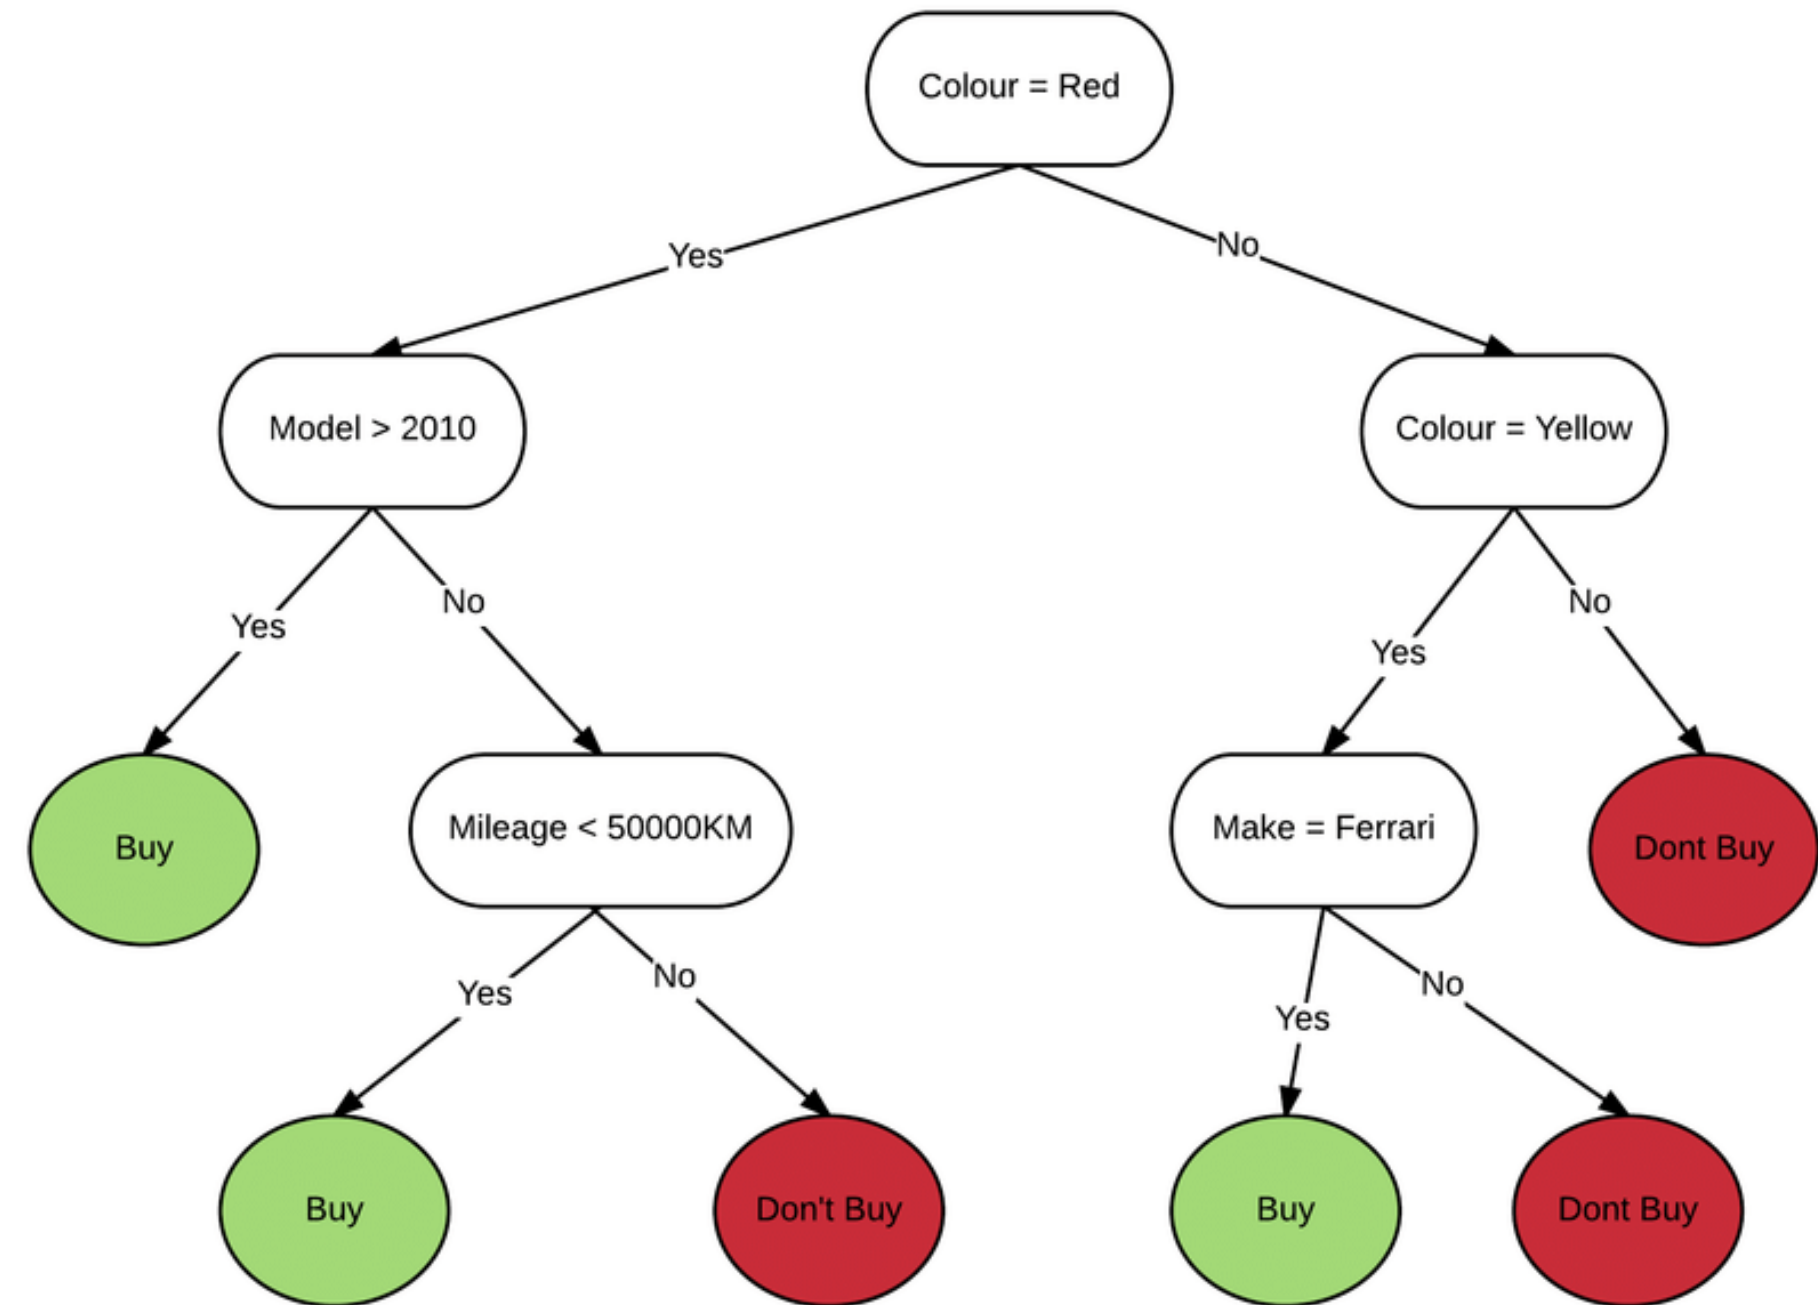 Colour = Red
Yes
No
Model > 2010
Colour = Yellow
Yes
No
Yes
No
Buy
Mileage < 50000KM
Make = Ferrari
Dont Buy
Yes
No
Yes
No
Buy
Don't Buy
Buy
Dont Buy